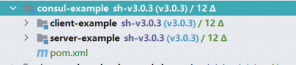 consul-example sh-v3.0.3 (v3.0.3) / 12 Δ
client-example sh-v3.0.3 (v3.0.3) / 12 Δ
server-example sh-v3.0.3 (v3.0.3) / 12 Δ
pom.xml